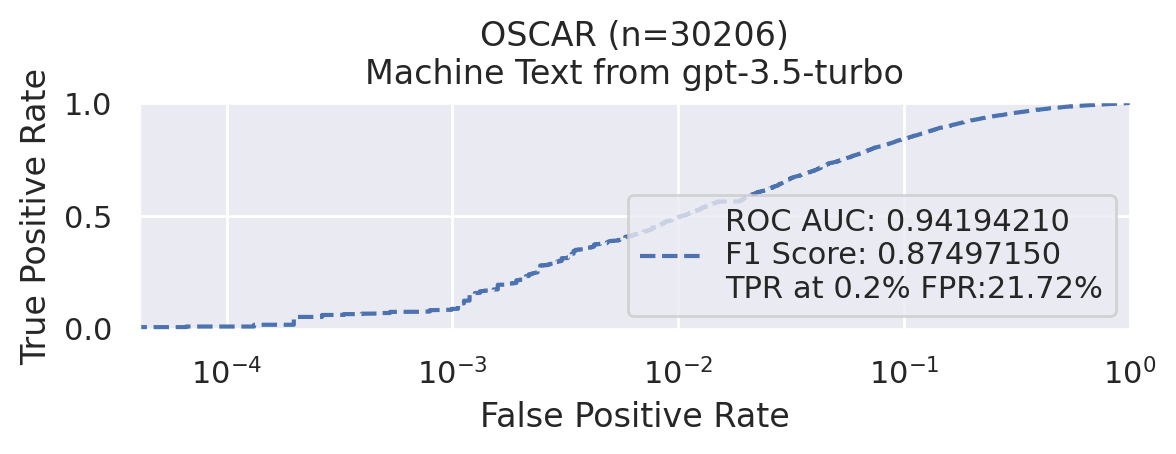 OSCAR (n=30206)
Machine Text from gpt-3.5-turbo
True Positive Rate
1.0
0.5
0.0
ROC AUC: 0.94194210
F1 Score: 0.87497150
TPR at 0.2% FPR:21.72%
10⁻⁴ 10⁻³ 10⁻² 10⁻¹ 10⁰
False Positive Rate